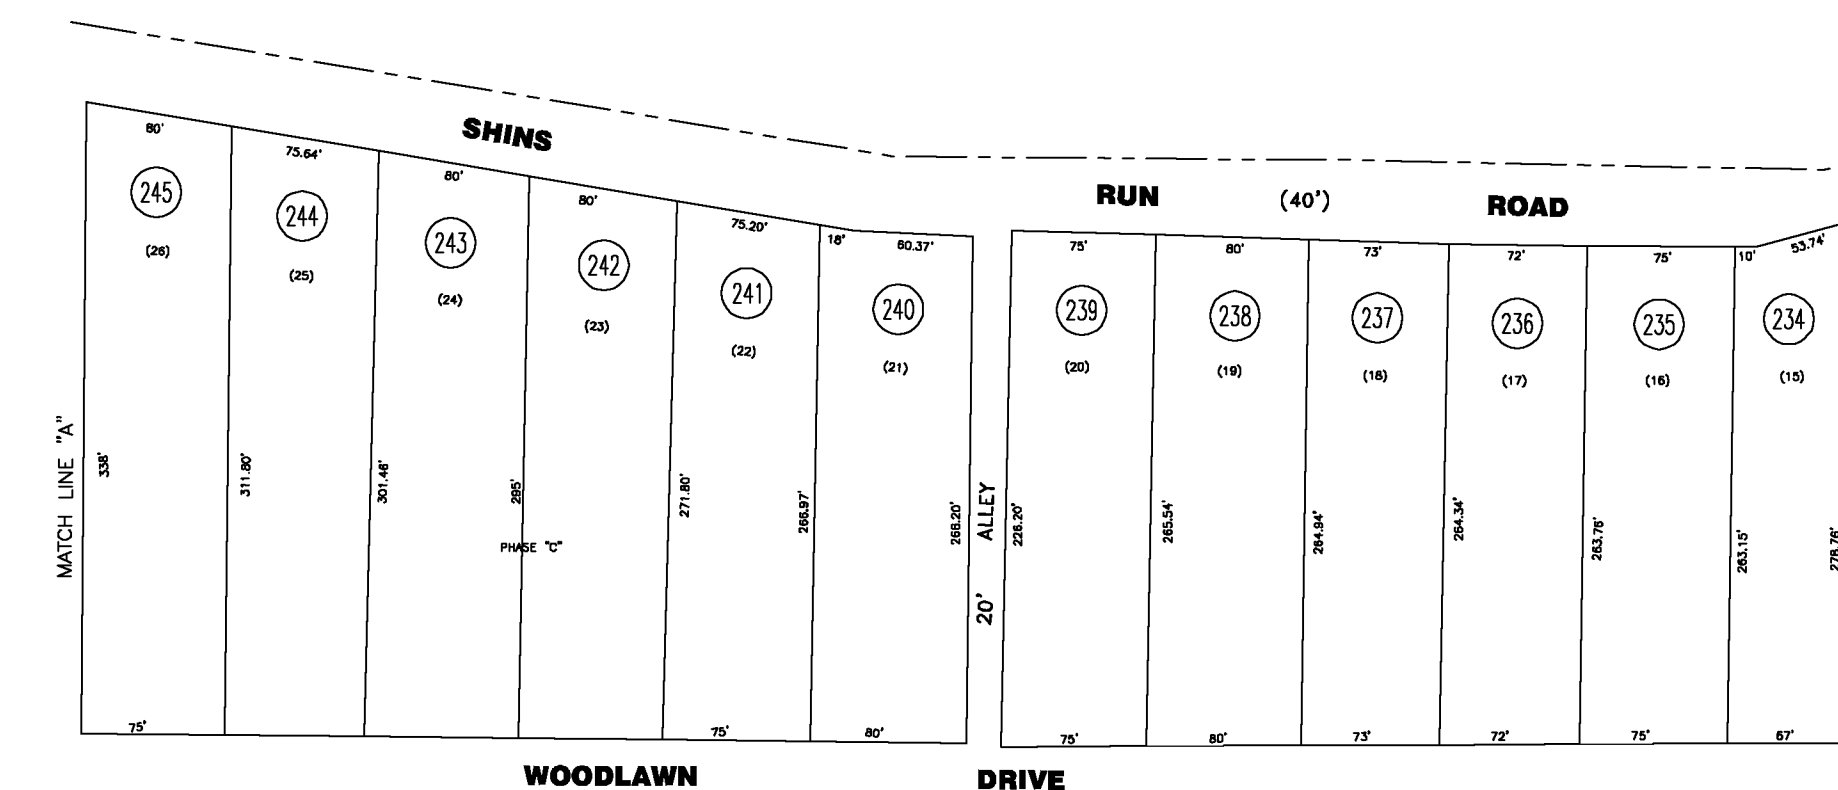 SHINS RUN (40') ROAD
80' 75.64' 80' 80' 75.20' 18' 60.37' 75' 80' 73' 72' 75' 10' 53.74'
245 244 243 242 241 240 239 238 237 236 235 234
(26) (25) (24) (23) (22) (21) (20) (19) (18) (17) (16) (15)
MATCH LINE "A"
338' 311.80' 301.46' 295' 271.80' 266.97' 266.20'
20' ALLEY
226.20' 265.54' 264.94' 264.34' 263.76' 263.15' 278.76'
PHASE "C"
75' 75' 80' 75' 80' 73' 72' 75' 67'
WOODLAWN DRIVE